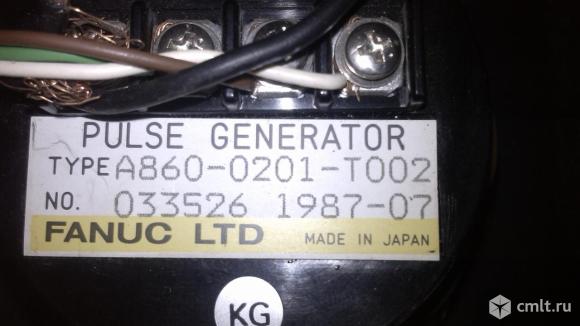 PULSE GENERATOR
TYPE A860-0201-T002
NO. 033526 1987-07
FANUC LTD MADE IN JAPAN
KG
cmlt.ru